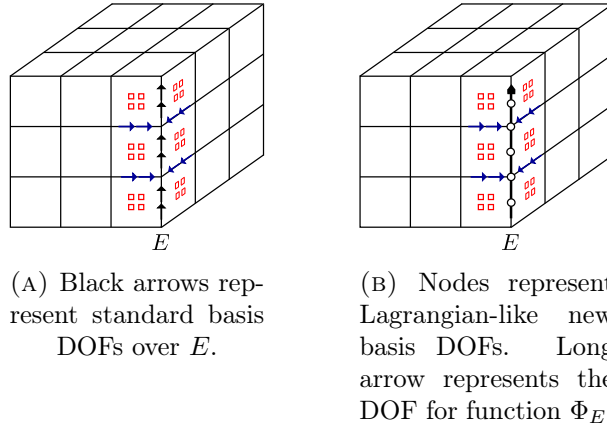 E
E
(A) Black arrows rep-
resent standard basis
DOFs over E.
(B) Nodes represent
Lagrangian-like new
basis DOFs. Long
arrow represents the
DOF for function Φ_E